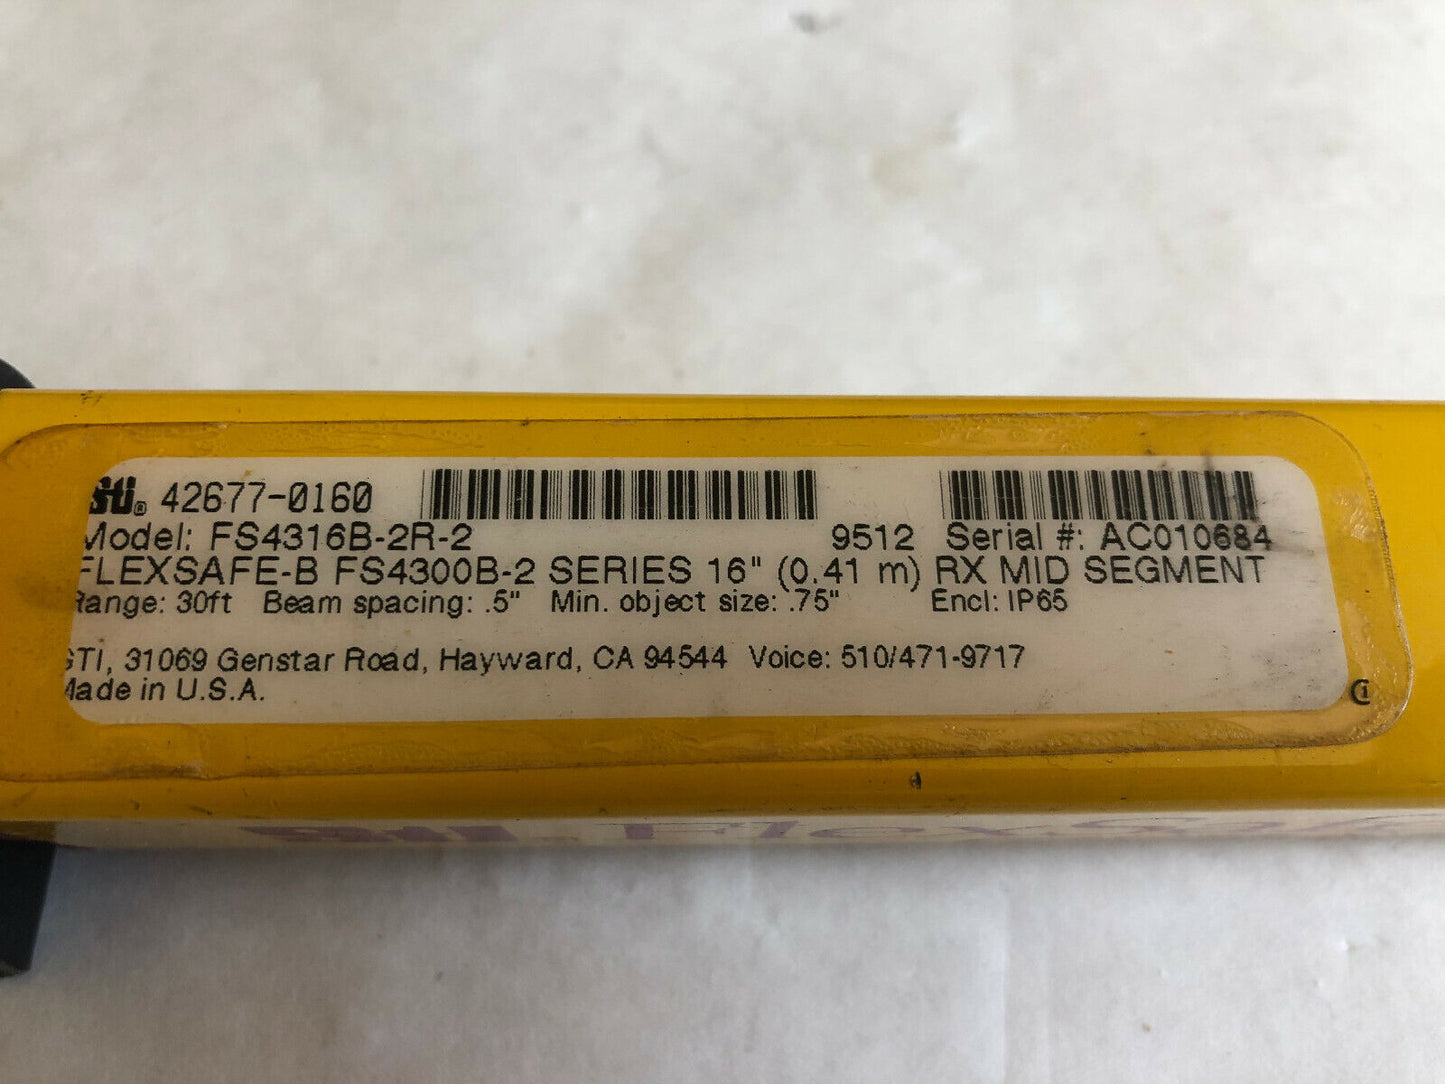 sti® 42677-0160
Model: FS4316B-2R-2 9512 Serial #: AC010684
FLEXSAFE-B FS4300B-2 SERIES 16" (0.41 m) RX MID SEGMENT
Range: 30ft Beam spacing: .5" Min. object size: .75" Encl: IP65
STI, 31069 Genstar Road, Hayward, CA 94544 Voice: 510/471-9717
Made in U.S.A.